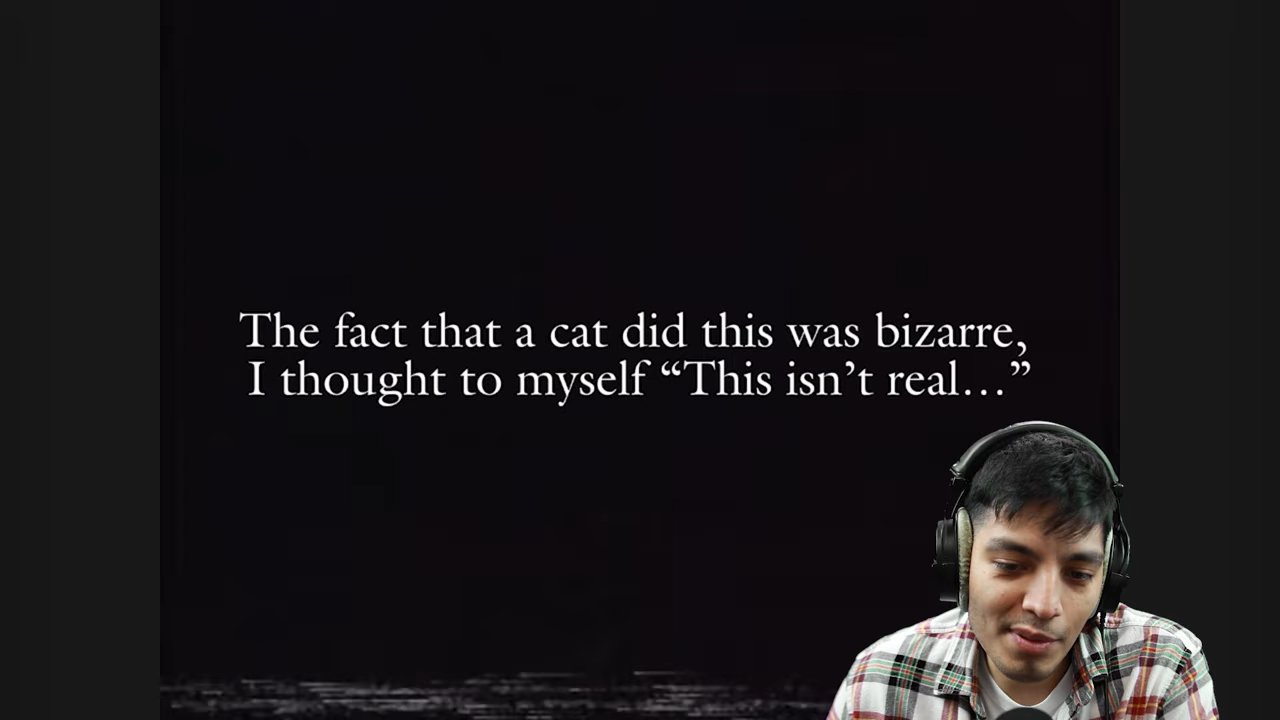 The fact that a cat did this was bizarre,
I thought to myself “This isn’t real…”